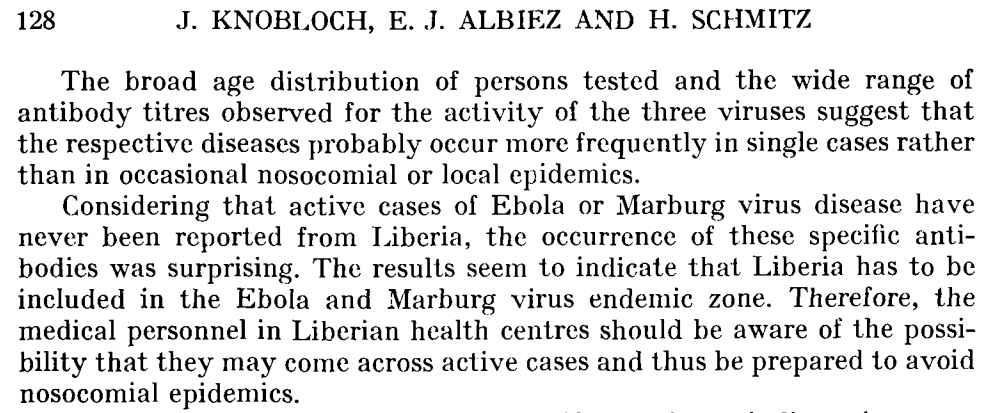 128 J. KNOBLOCH, E. J. ALBIEZ AND H. SCHMITZ
The broad age distribution of persons tested and the wide range of
antibody titres observed for the activity of the three viruses suggest that
the respective diseases probably occur more frequently in single cases rather
than in occasional nosocomial or local epidemics.
Considering that active cases of Ebola or Marburg virus disease have
never been reported from Liberia, the occurrence of these specific anti-
bodies was surprising. The results seem to indicate that Liberia has to be
included in the Ebola and Marburg virus endemic zone. Therefore, the
medical personnel in Liberian health centres should be aware of the possi-
bility that they may come across active cases and thus be prepared to avoid
nosocomial epidemics.